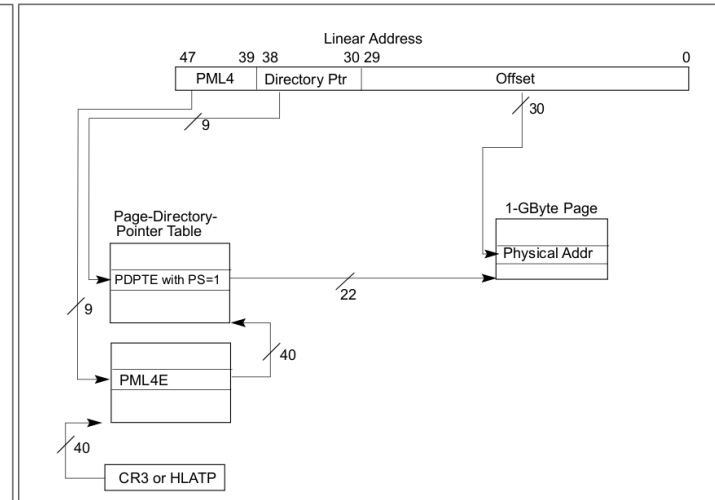 Linear Address
47 39 38 30 29 0
PML4 Directory Ptr Offset
9
30
Page-Directory-
Pointer Table
1-GByte Page
Physical Addr
PDPTE with PS=1
22
9
40
PML4E
40
CR3 or HLATP